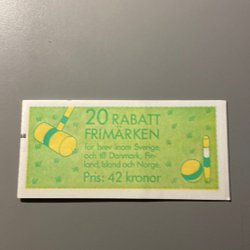 20 RABATT
FRIMÄRKEN
för brev inom Sverige,
och till Danmark, Fin-
land, Island och Norge.
Pris: 42 kronor